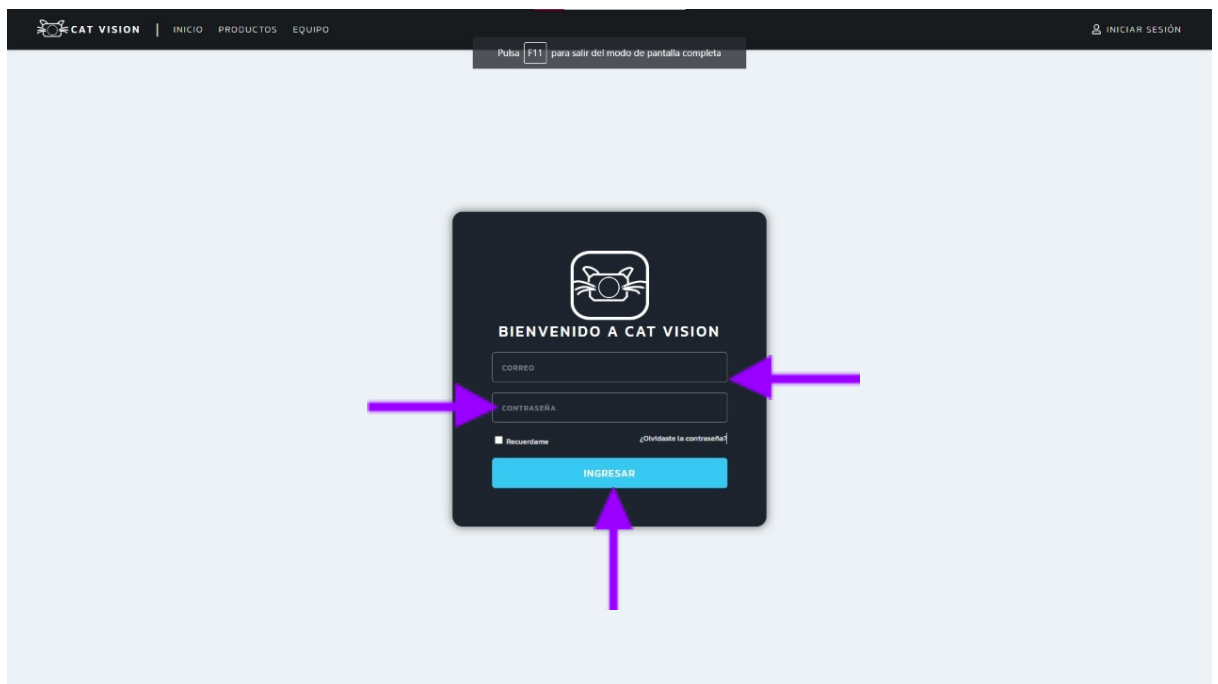 CAT VISION | INICIO PRODUCTOS EQUIPO INICIAR SESIÓN
Pulsa F11 para salir del modo de pantalla completa
BIENVENIDO A CAT VISION
CORREO
CONTRASEÑA
Recuerdame ¿Olvidaste la contraseña?
INGRESAR